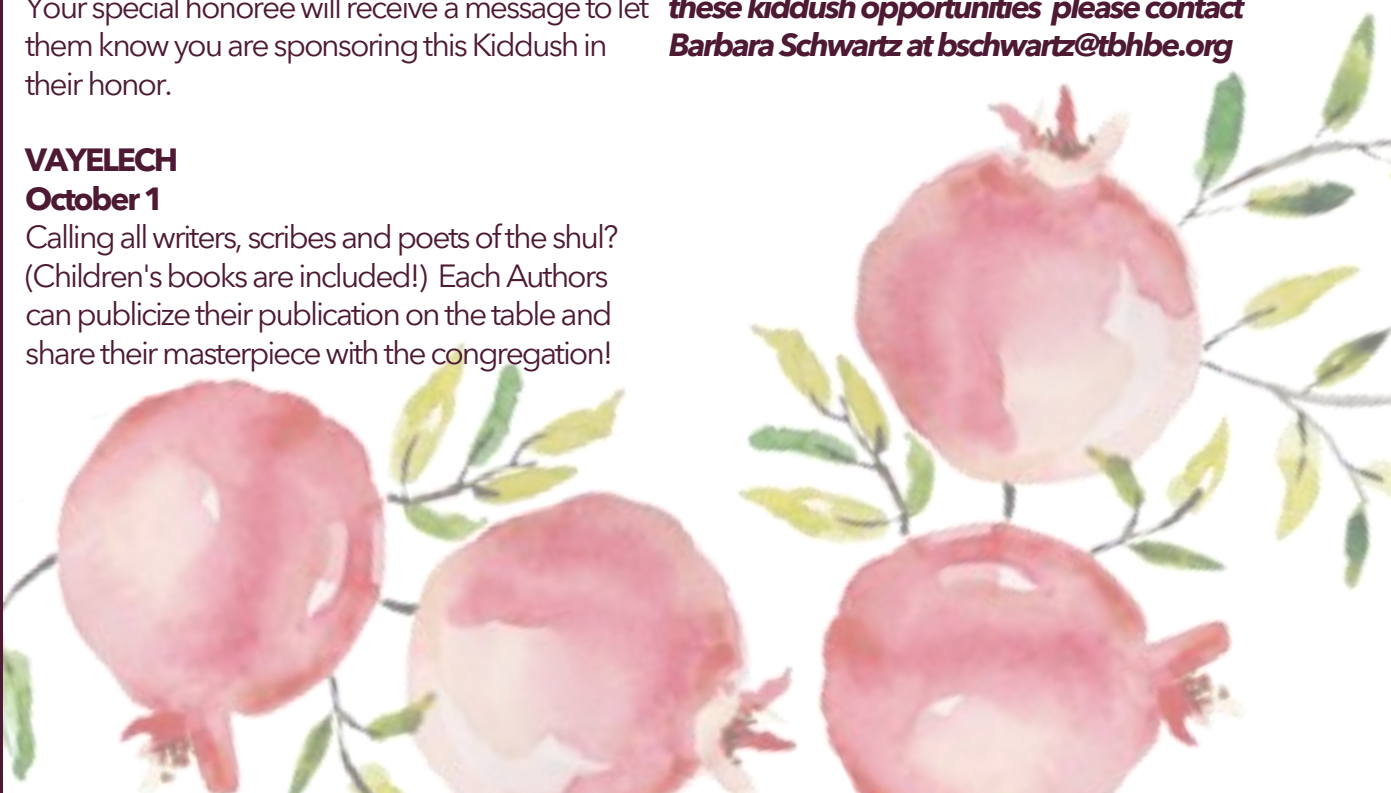 Your special honoree will receive a message to let
them know you are sponsoring this Kiddush in
their honor.
VAYELECH
October 1
Calling all writers, scribes and poets of the shul?
(Children's books are included!)  Each Authors
can publicize their publication on the table and
share their masterpiece with the congregation!
these kiddush opportunities  please contact
Barbara Schwartz at bschwartz@tbhbe.org